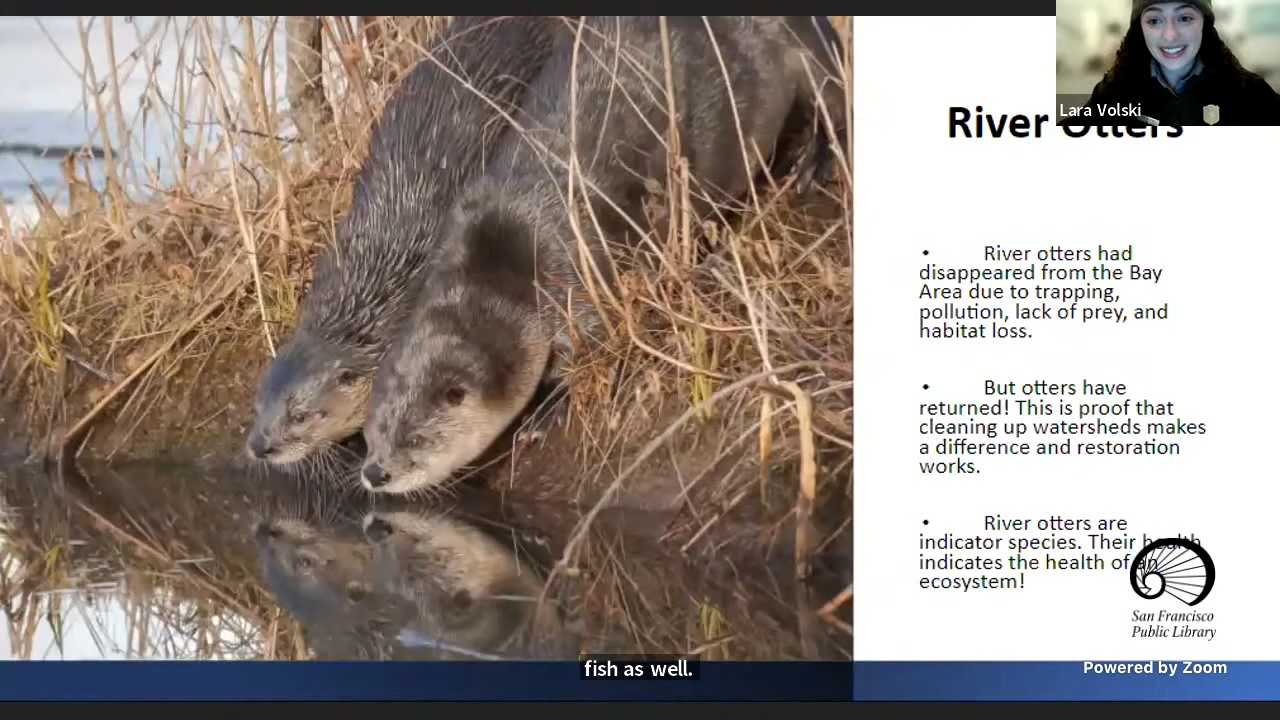 Lara Volski
River Otters
• River otters had
disappeared from the Bay
Area due to trapping,
pollution, lack of prey, and
habitat loss.
• But otters have
returned! This is proof that
cleaning up watersheds makes
a difference and restoration
works.
• River otters are
indicator species. Their health
indicates the health of an
ecosystem!
San Francisco
Public Library
fish as well.
Powered by Zoom